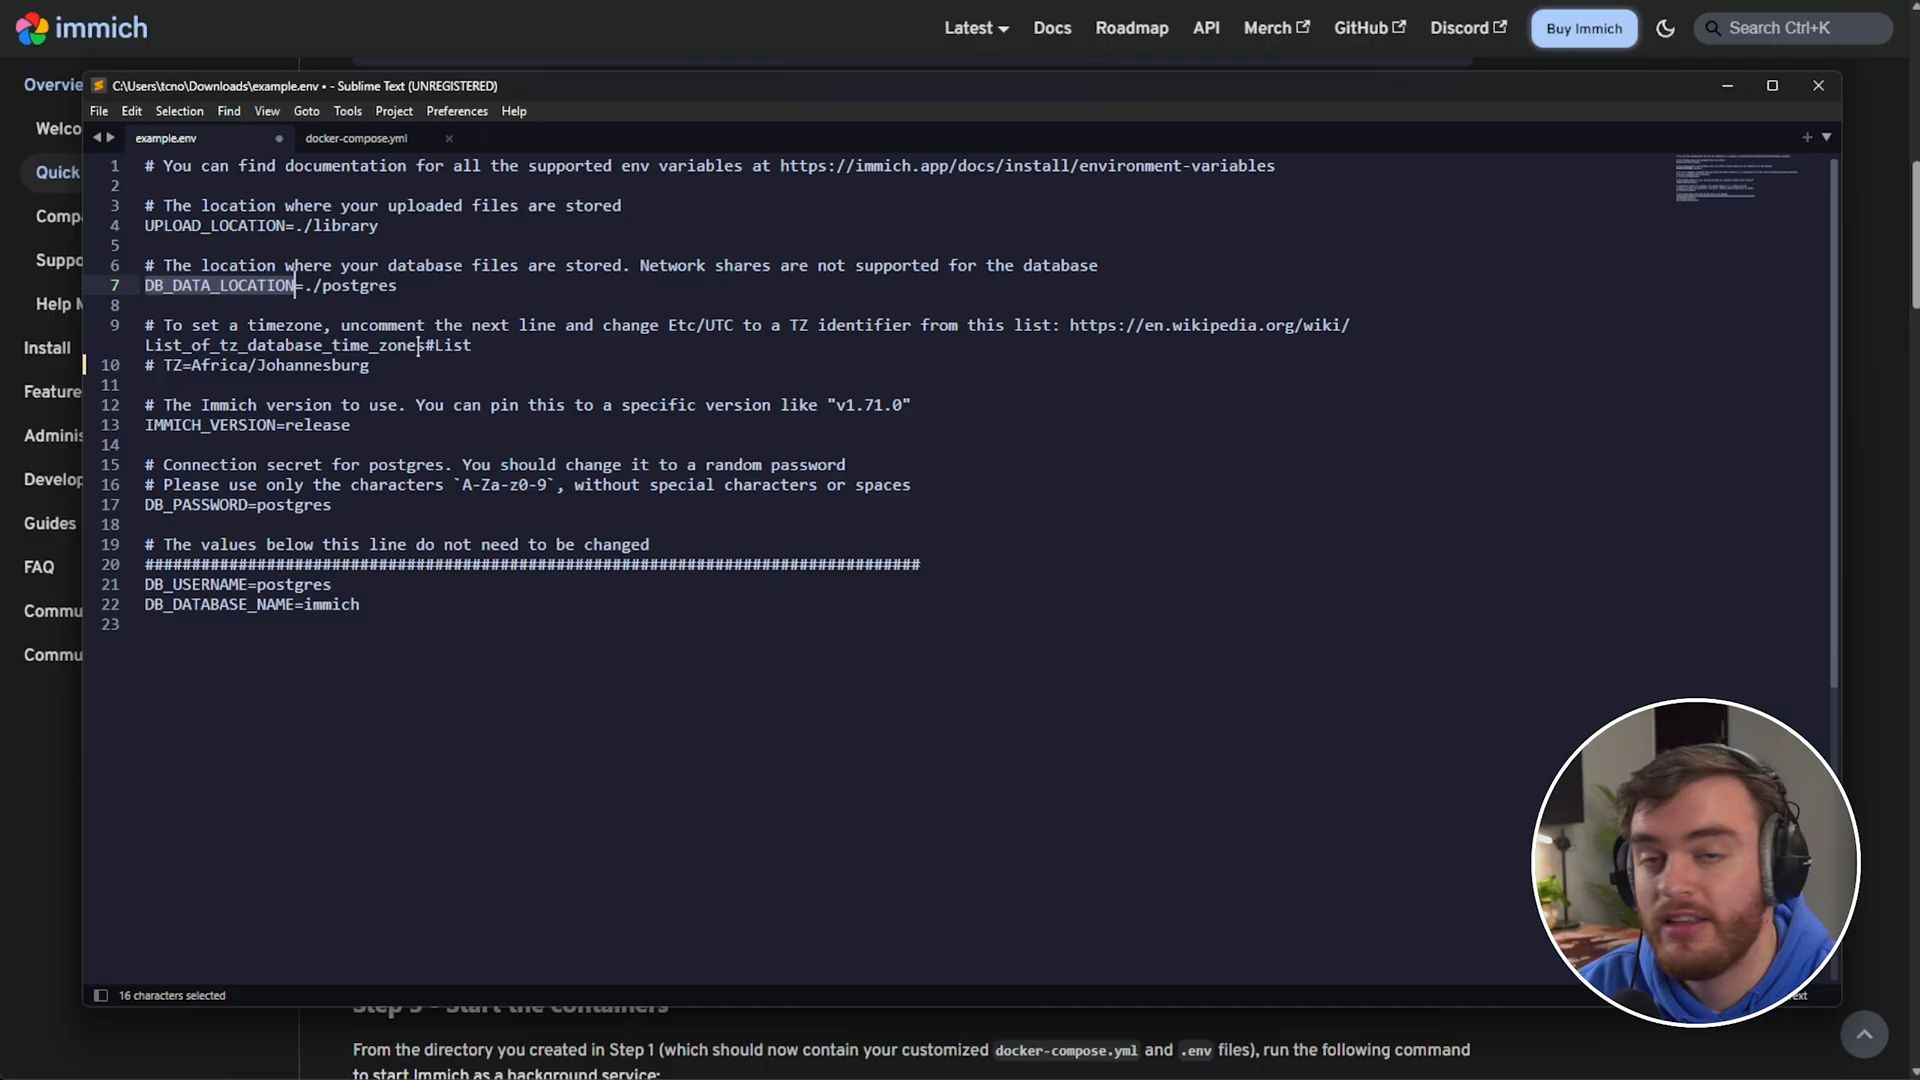 immich
Latest Docs Roadmap API Merch GitHub Discord Buy Immich Search Ctrl+K
C:\Users\tcno\Downloads\example.env • - Sublime Text (UNREGISTERED)
File Edit Selection Find View Goto Tools Project Preferences Help
example.env docker-compose.yml
1 # You can find documentation for all the supported env variables at https://immich.app/docs/install/environment-variables
2
3 # The location where your uploaded files are stored
4 UPLOAD_LOCATION=./library
5
6 # The location where your database files are stored. Network shares are not supported for the database
7 DB_DATA_LOCATION=./postgres
8
9 # To set a timezone, uncomment the next line and change Etc/UTC to a TZ identifier from this list: https://en.wikipedia.org/wiki/
List_of_tz_database_time_zones#List
10 # TZ=Africa/Johannesburg
11
12 # The Immich version to use. You can pin this to a specific version like "v1.71.0"
13 IMMICH_VERSION=release
14
15 # Connection secret for postgres. You should change it to a random password
16 # Please use only the characters `A-Za-z0-9`, without special characters or spaces
17 DB_PASSWORD=postgres
18
19 # The values below this line do not need to be changed
20 ###################################################################################
21 DB_USERNAME=postgres
22 DB_DATABASE_NAME=immich
23
16 characters selected
Overvie
Welco
Quick
Compa
Suppo
Help M
Install
Feature
Adminis
Develop
Guides
FAQ
Commu
Commu
Step 3 - Start the containers
From the directory you created in Step 1 (which should now contain your customized docker-compose.yml and .env files), run the following command
to start Immich as a background service: